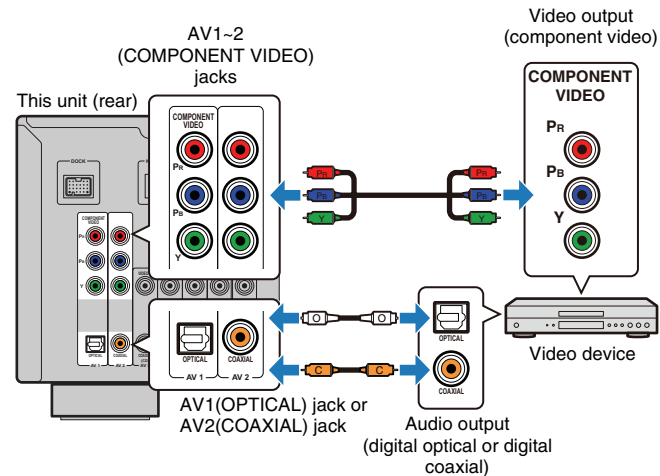 AV1~2
(COMPONENT VIDEO)
jacks
Video output
(component video)
This unit (rear)
COMPONENT
VIDEO
PR
PB
Y
COMPONENT
VIDEO
PR
PB
Y
PR
PR
PB
PB
Y
Y
DOCK
COMPONENT
VIDEO
PR
PB
Y
VIDEO
OPTICAL
COAXIAL
AV 1
AV 2
OPTICAL
COAXIAL
AV 1
AV 2
O
O
C
C
OPTICAL
COAXIAL
Video device
AV1(OPTICAL) jack or
AV2(COAXIAL) jack
Audio output
(digital optical or digital
coaxial)